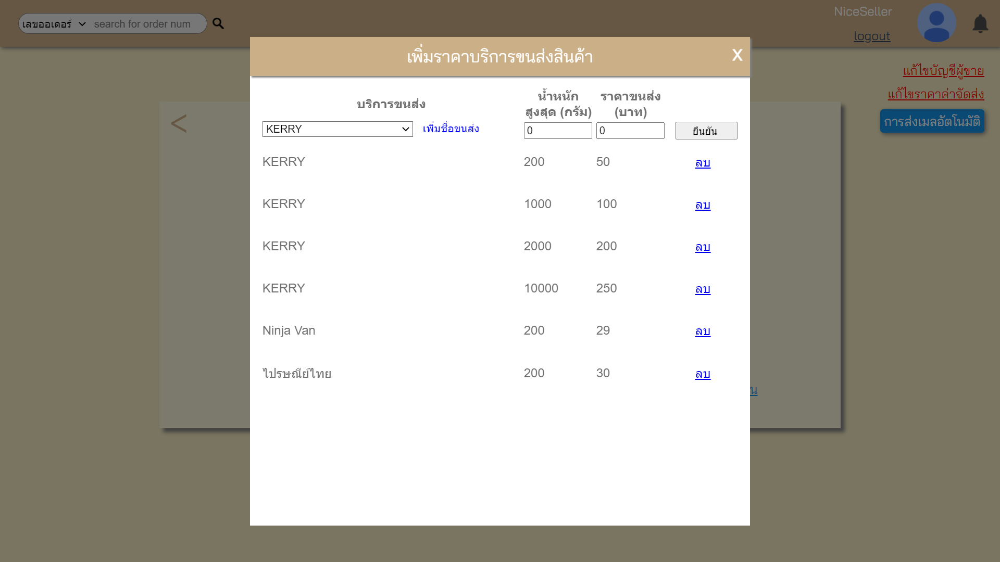 เลขออเดอร์ search for order num
NiceSeller
logout
เพิ่มราคาบริการขนส่งสินค้า
X
แก้ไขบัญชีผู้ขาย
แก้ไขราคาค่าจัดส่ง
การส่งเมลอัตโนมัติ
<
บริการขนส่ง
น้ำหนัก
สูงสุด (กรัม)
ราคาขนส่ง
(บาท)
KERRY เพิ่มชื่อขนส่ง 0 0 ยืนยัน
KERRY 200 50 ลบ
KERRY 1000 100 ลบ
KERRY 2000 200 ลบ
KERRY 10000 250 ลบ
Ninja Van 200 29 ลบ
ไปรษณีย์ไทย 200 30 ลบ